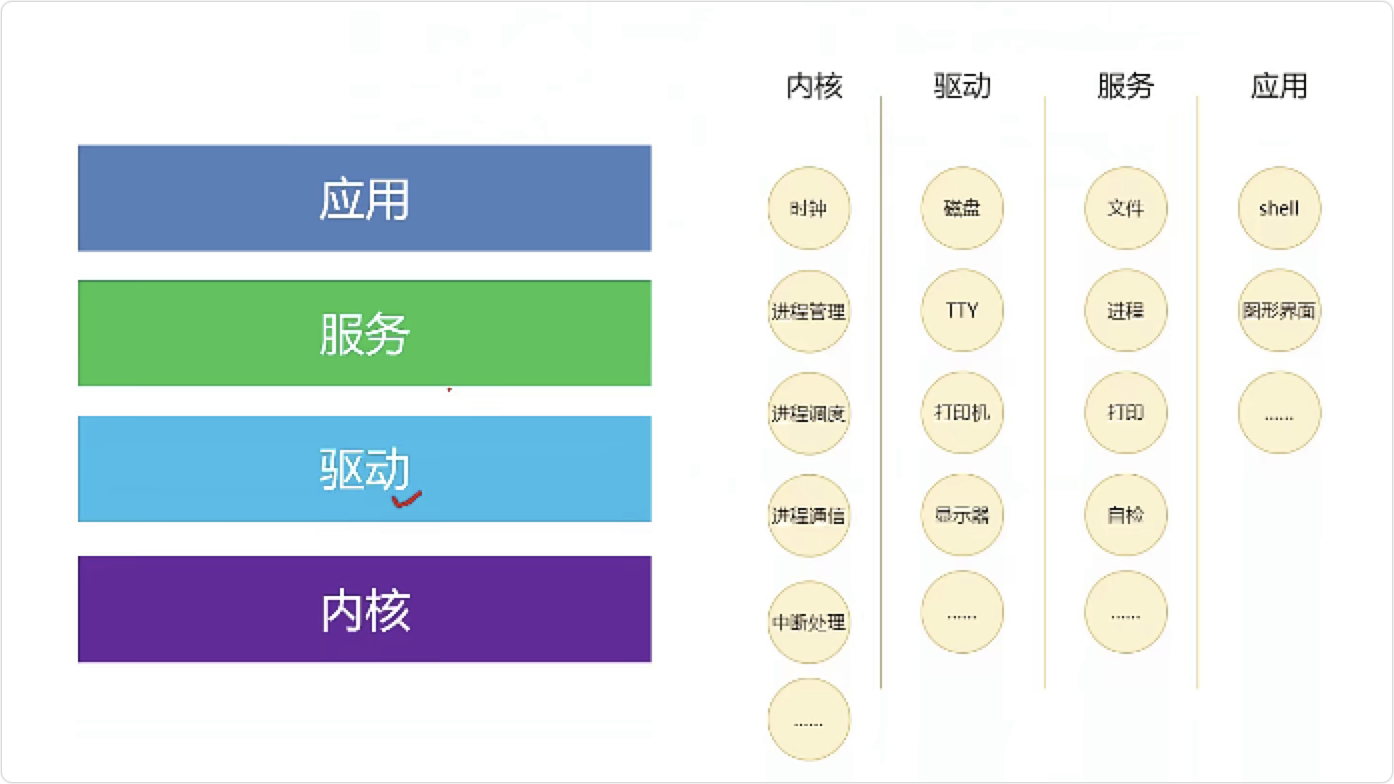 应用
服务
驱动
内核
内核 驱动 服务 应用
时钟 磁盘 文件 shell
进程管理 TTY 进程 图形界面
进程调度 打印机 打印 ......
进程通信 显示器 自检
中断处理 ...... ......
......